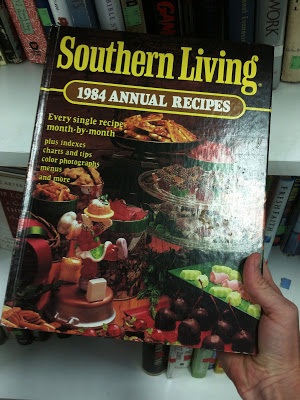 Southern Living®
1984 ANNUAL RECIPES
Every single recipe
month-by-month
plus indexes
charts and tips
color photographs
menus
and more